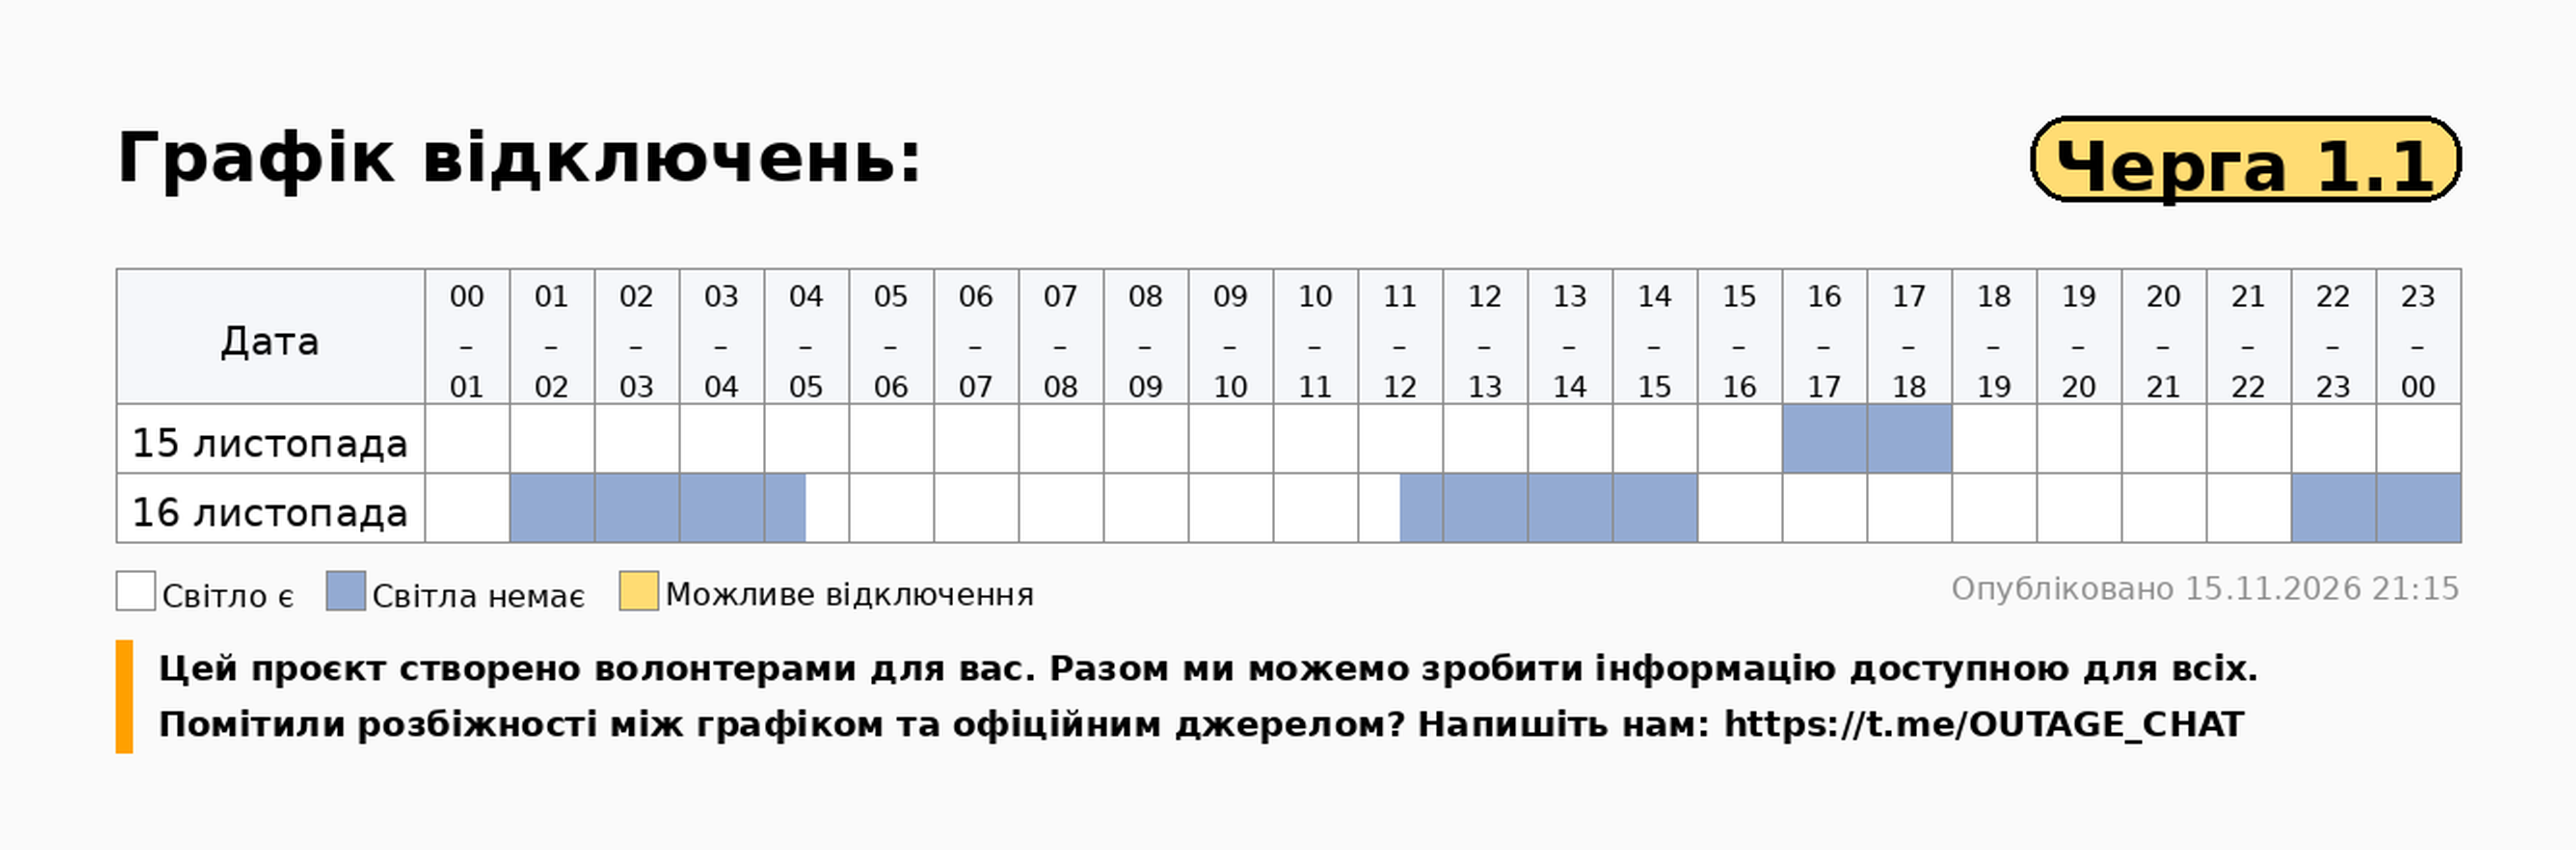 Графік відключень:
Черга 1.1
Дата 00 – 01 01 – 02 02 – 03 03 – 04 04 – 05 05 – 06 06 – 07 07 – 08 08 – 09 09 – 10 10 – 11 11 – 12 12 – 13 13 – 14 14 – 15 15 – 16 16 – 17 17 – 18 18 – 19 19 – 20 20 – 21 21 – 22 22 – 23 23 – 00
15 листопада
16 листопада
Світло є Світла немає Можливе відключення
Опубліковано 15.11.2026 21:15
Цей проєкт створено волонтерами для вас. Разом ми можемо зробити інформацію доступною для всіх.
Помітили розбіжності між графіком та офіційним джерелом? Напишіть нам: https://t.me/OUTAGE_CHAT